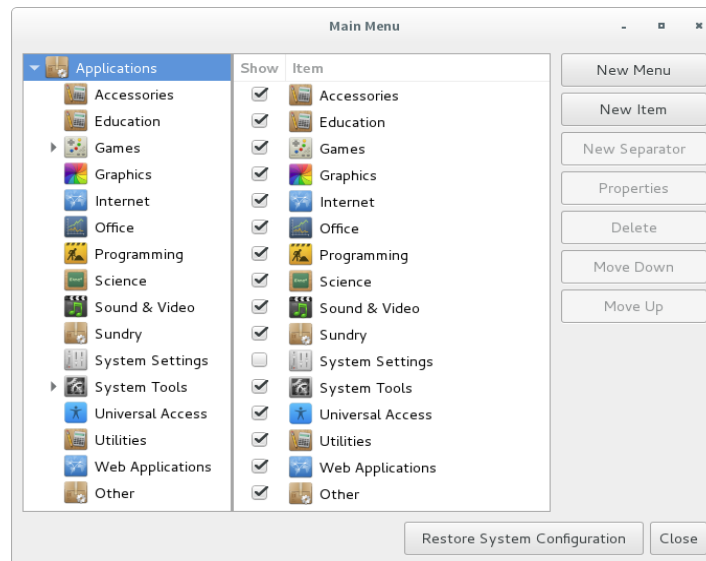 Main Menu
Applications
Accessories
Education
Games
Graphics
Internet
Office
Programming
Science
Sound & Video
Sundry
System Settings
System Tools
Universal Access
Utilities
Web Applications
Other
Show Item
Accessories
Education
Games
Graphics
Internet
Office
Programming
Science
Sound & Video
Sundry
System Settings
System Tools
Universal Access
Utilities
Web Applications
Other
New Menu
New Item
New Separator
Properties
Delete
Move Down
Move Up
Restore System Configuration
Close